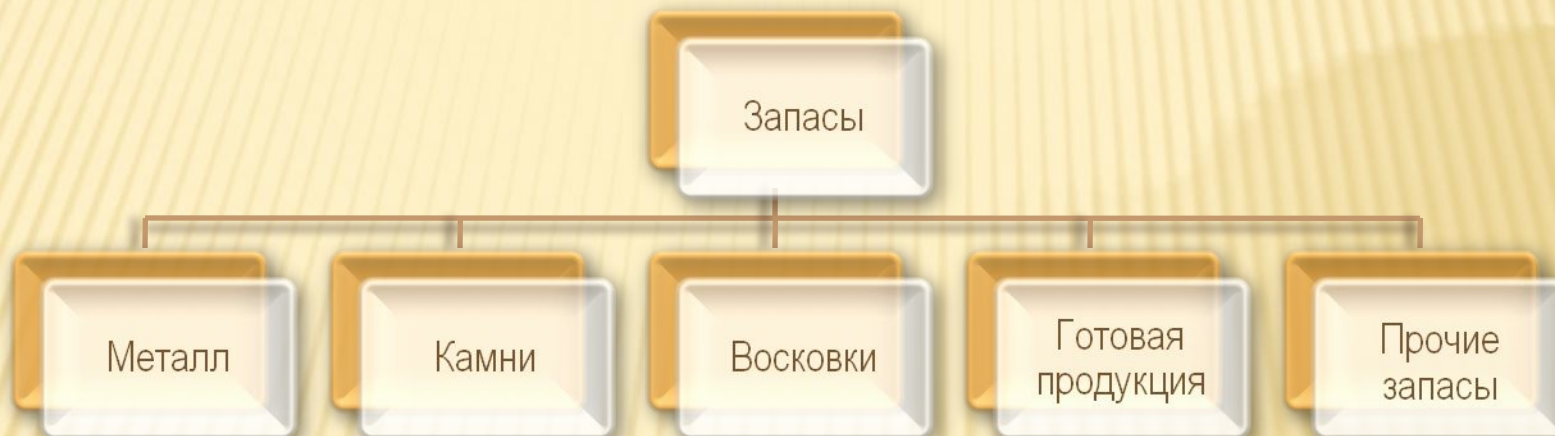 Запасы
Металл
Камни
Восковки
Готовая
продукция
Прочие
запасы